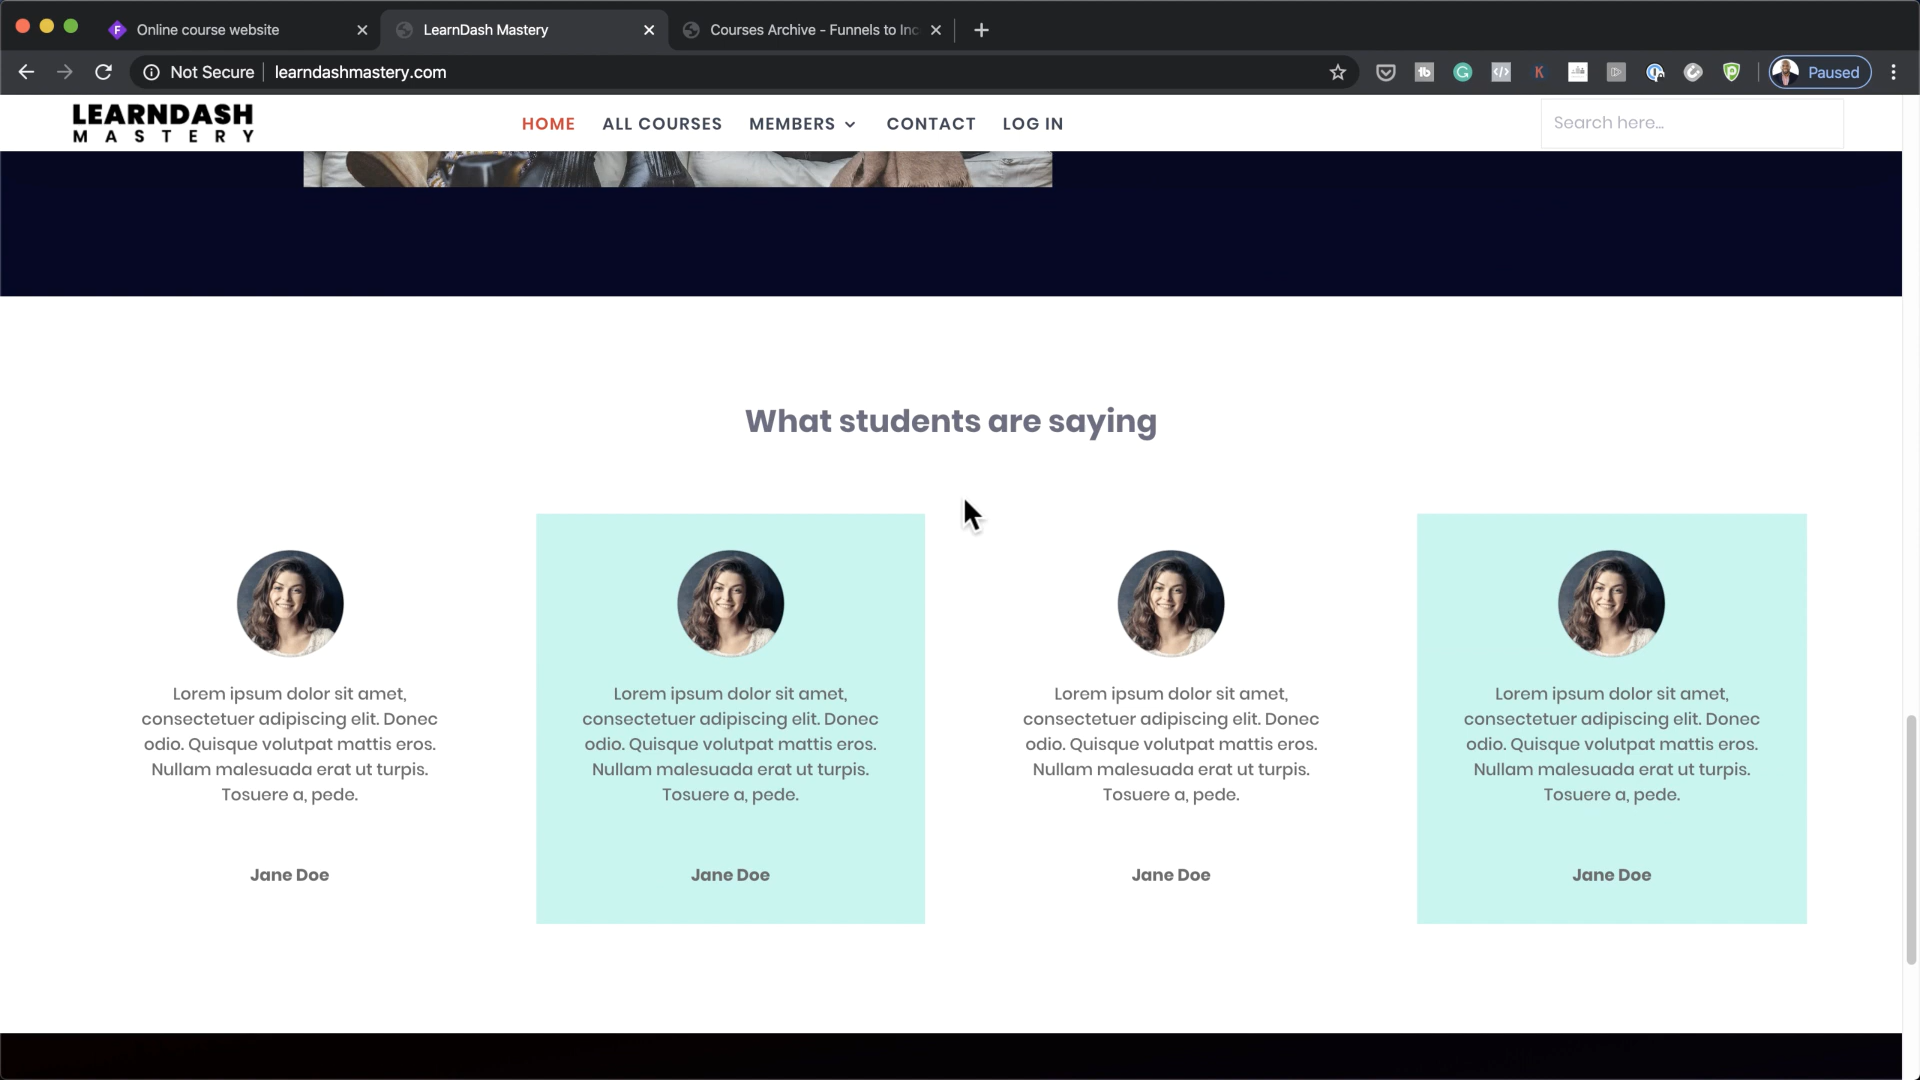 Online course website
LearnDash Mastery
Courses Archive - Funnels to Inc
Not Secure
learndashmastery.com
Paused
LEARNDASH
MASTERY
HOME
ALL COURSES
MEMBERS
CONTACT
LOG IN
Search here...
What students are saying
Lorem ipsum dolor sit amet,
consectetuer adipiscing elit. Donec
odio. Quisque volutpat mattis eros.
Nullam malesuada erat ut turpis.
Tosuere a, pede.
Jane Doe
Lorem ipsum dolor sit amet,
consectetuer adipiscing elit. Donec
odio. Quisque volutpat mattis eros.
Nullam malesuada erat ut turpis.
Tosuere a, pede.
Jane Doe
Lorem ipsum dolor sit amet,
consectetuer adipiscing elit. Donec
odio. Quisque volutpat mattis eros.
Nullam malesuada erat ut turpis.
Tosuere a, pede.
Jane Doe
Lorem ipsum dolor sit amet,
consectetuer adipiscing elit. Donec
odio. Quisque volutpat mattis eros.
Nullam malesuada erat ut turpis.
Tosuere a, pede.
Jane Doe